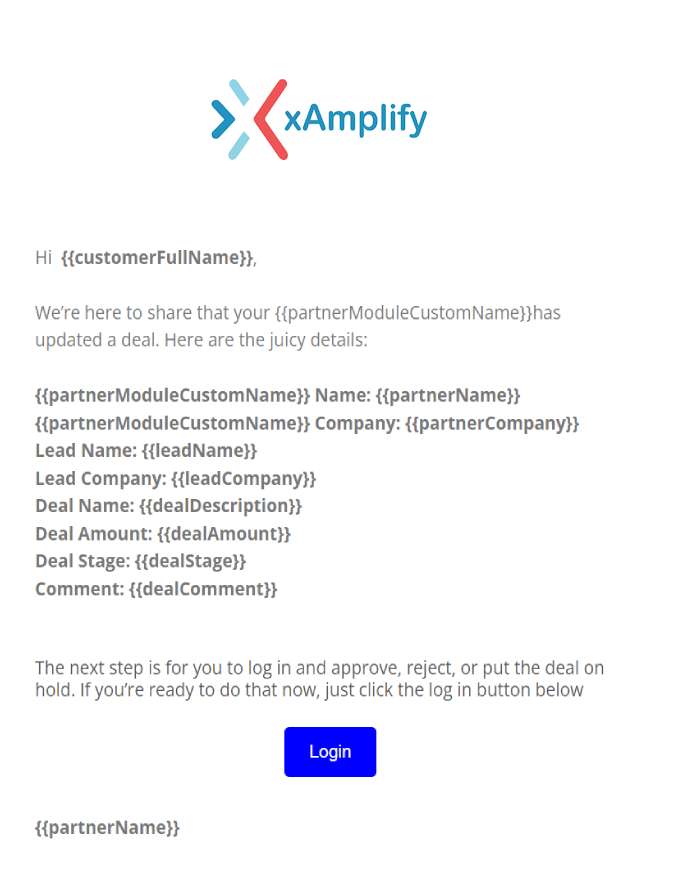 xAmplify
Hi {{customerFullName}},
We’re here to share that your {{partnerModuleCustomName}}has
updated a deal. Here are the juicy details:
{{partnerModuleCustomName}} Name: {{partnerName}}
{{partnerModuleCustomName}} Company: {{partnerCompany}}
Lead Name: {{leadName}}
Lead Company: {{leadCompany}}
Deal Name: {{dealDescription}}
Deal Amount: {{dealAmount}}
Deal Stage: {{dealStage}}
Comment: {{dealComment}}
The next step is for you to log in and approve, reject, or put the deal on
hold. If you’re ready to do that now, just click the log in button below
Login
{{partnerName}}